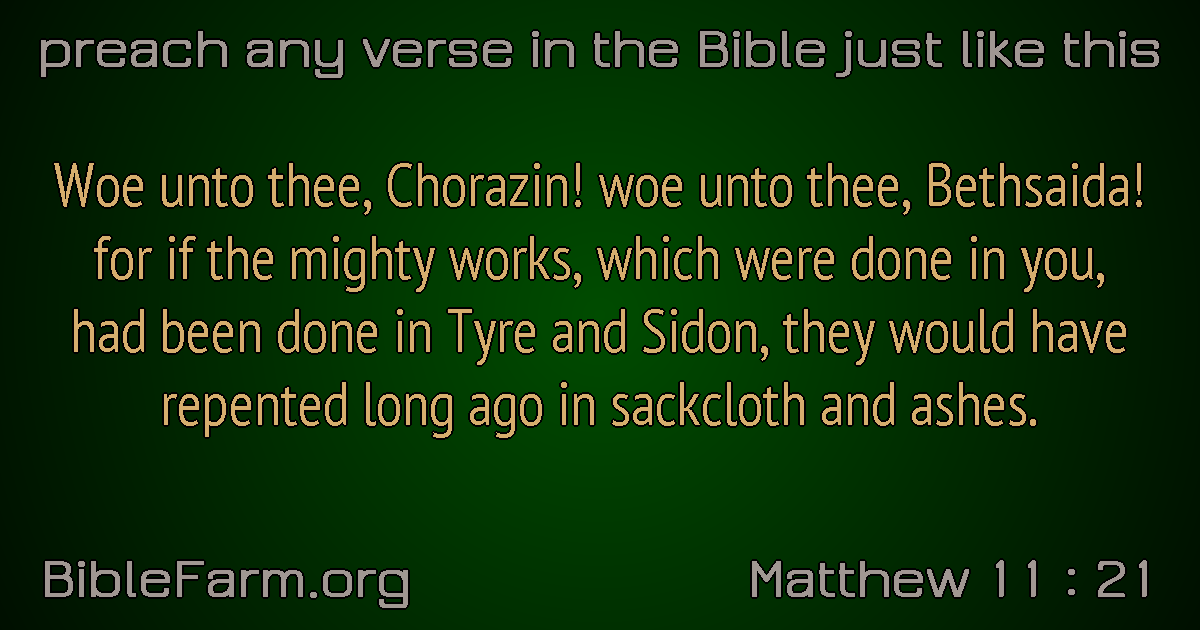 preach any verse in the Bible just like this
Woe unto thee, Chorazin! woe unto thee, Bethsaida!
for if the mighty works, which were done in you,
had been done in Tyre and Sidon, they would have
repented long ago in sackcloth and ashes.
BibleFarm.org
Matthew 11 : 21